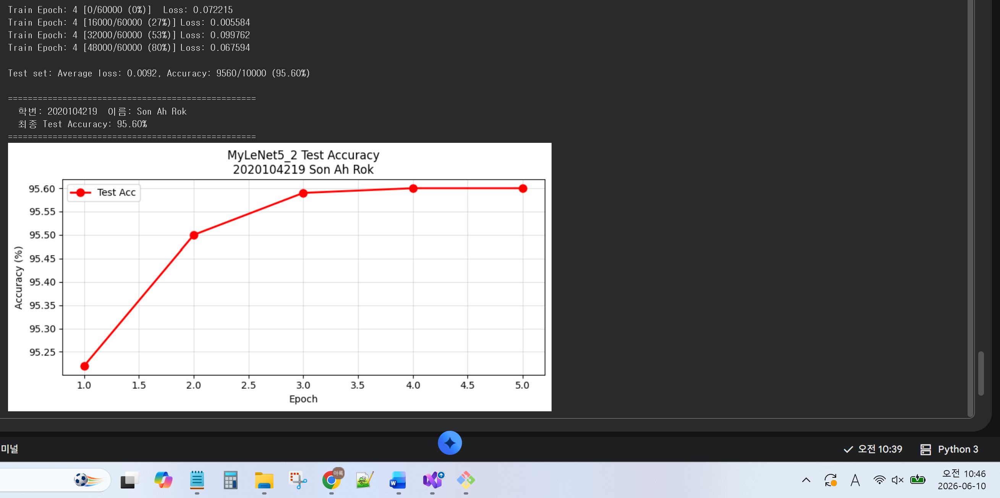 Train Epoch: 4 [0/60000 (0%)] Loss: 0.072215
Train Epoch: 4 [16000/60000 (27%)] Loss: 0.005584
Train Epoch: 4 [32000/60000 (53%)] Loss: 0.099762
Train Epoch: 4 [48000/60000 (80%)] Loss: 0.067594
Test set: Average loss: 0.0092, Accuracy: 9560/10000 (95.60%)
==================================================
학번: 2020104219 이름: Son Ah Rok
최종 Test Accuracy: 95.60%
==================================================
MyLeNet5_2 Test Accuracy
2020104219 Son Ah Rok
Test Acc
Accuracy (%)
95.60
95.55
95.50
95.45
95.40
95.35
95.30
95.25
1.0 1.5 2.0 2.5 3.0 3.5 4.0 4.5 5.0
Epoch
미널
오전 10:39 Python 3
아록
W
A
오전 10:46
2026-06-10